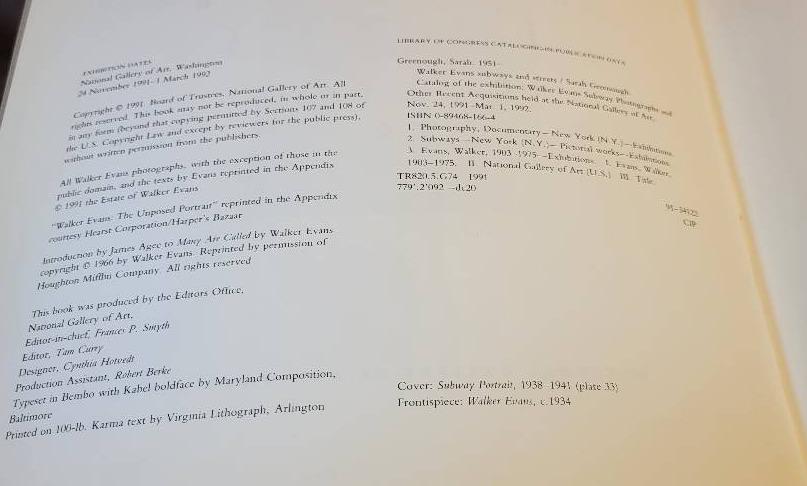 EXHIBITION DATES
National Gallery of Art, Washington
24 November 1991–1 March 1992
Copyright © 1991. Board of Trustees, National Gallery of Art. All
rights reserved. This book may not be reproduced, in whole or in part,
in any form (beyond that copying permitted by Sections 107 and 108 of
the U.S. Copyright Law and except by reviewers for the public press),
without written permission from the publishers.
All Walker Evans photographs, with the exception of those in the
public domain, and the texts by Evans reprinted in the Appendix
© 1991 the Estate of Walker Evans
“Walker Evans: The Unposed Portrait” reprinted in the Appendix
courtesy Hearst Corporation/Harper's Bazaar
Introduction by James Agee to Many Are Called by Walker Evans
copyright © 1966 by Walker Evans. Reprinted by permission of
Houghton Mifflin Company. All rights reserved
This book was produced by the Editors Office,
National Gallery of Art,
Editor-in-chief, Frances P. Smyth
Editor, Tam Curry
Designer, Cynthia Hotvedt
Production Assistant, Robert Berke
Typeset in Bembo with Kabel boldface by Maryland Composition,
Baltimore
Printed on 100-lb. Karma text by Virginia Lithograph, Arlington
LIBRARY OF CONGRESS CATALOGING-IN-PUBLICATION DATA
Greenough, Sarah, 1951–
Walker Evans subways and streets / Sarah Greenough.
Catalog of the exhibition: Walker Evans Subway Photographs and
Other Recent Acquisitions held at the National Gallery of Art,
Nov. 24, 1991–Mar. 1, 1992.
ISBN 0-89468-166-4
1. Photography, Documentary—New York (N.Y.)—Exhibitions.
2. Subways—New York (N.Y.)—Pictorial works—Exhibitions.
3. Evans, Walker, 1903–1975—Exhibitions. I. Evans, Walker,
1903–1975. II. National Gallery of Art (U.S.) III. Title.
TR820.5.G74 1991
779'.2'092—dc20
CIP
Cover: Subway Portrait, 1938–1941 (plate 33)
Frontispiece: Walker Evans, c.1934